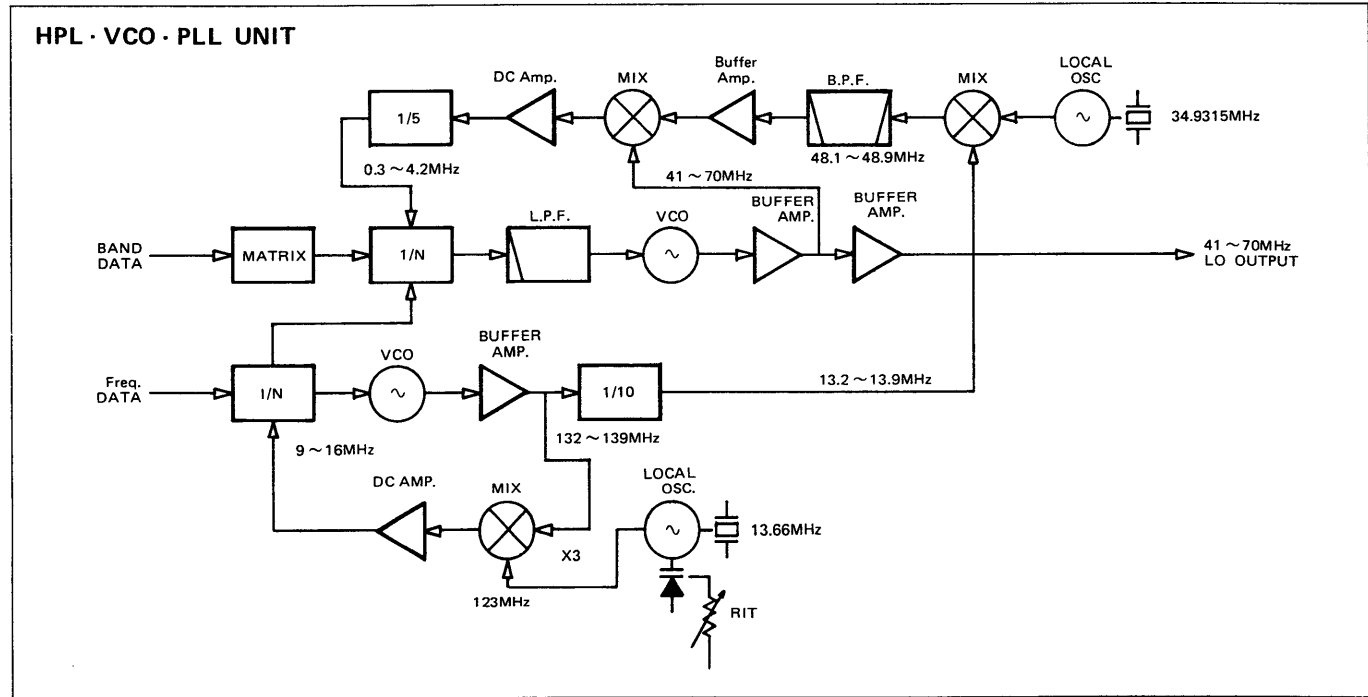 HPL · VCO · PLL UNIT
DC Amp.
MIX
Buffer
Amp.
B.P.F.
MIX
LOCAL
OSC
1/5
34.9315MHz
0.3 ~ 4.2MHz
48.1 ~ 48.9MHz
41 ~ 70MHz
L.P.F.
VCO
BUFFER
AMP.
BUFFER
AMP.
BAND
DATA
MATRIX
1/N
41 ~ 70MHz
LO OUTPUT
VCO
BUFFER
AMP.
Freq.
DATA
1/N
1/10
13.2 ~ 13.9MHz
9 ~ 16MHz
132 ~ 139MHz
DC AMP.
MIX
LOCAL
OSC.
13.66MHz
X3
123MHz
RIT